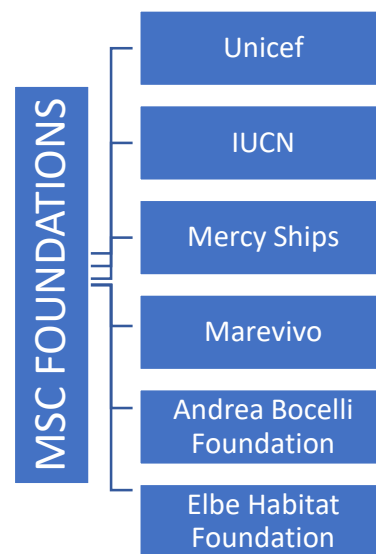 MSC FOUNDATIONS
Unicef
IUCN
Mercy Ships
Marevivo
Andrea Bocelli
Foundation
Elbe Habitat
Foundation